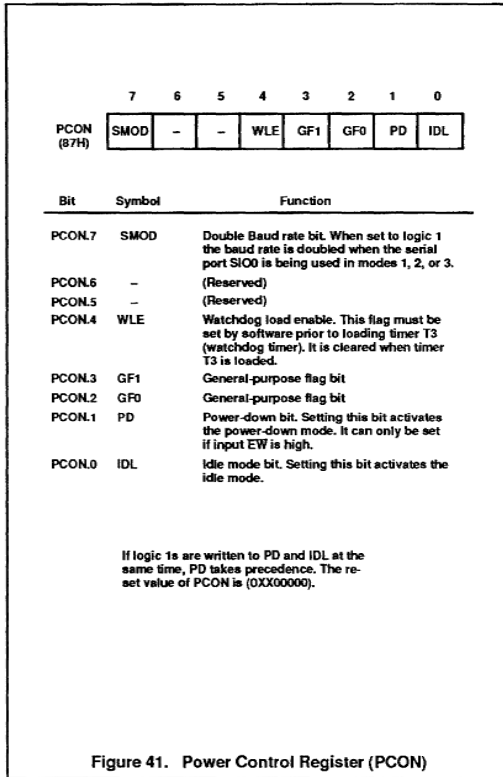 7 6 5 4 3 2 1 0
PCON (87H) SMOD – – WLE GF1 GF0 PD IDL
Bit Symbol Function
PCON.7 SMOD Double Baud rate bit. When set to logic 1
the baud rate is doubled when the serial
port SIO0 is being used in modes 1, 2, or 3.
PCON.6 – (Reserved)
PCON.5 – (Reserved)
PCON.4 WLE Watchdog load enable. This flag must be
set by software prior to loading timer T3
(watchdog timer). It is cleared when timer
T3 is loaded.
PCON.3 GF1 General-purpose flag bit
PCON.2 GF0 General-purpose flag bit
PCON.1 PD Power-down bit. Setting this bit activates
the power-down mode. It can only be set
if input E̅W̅ is high.
PCON.0 IDL Idle mode bit. Setting this bit activates the
idle mode.
If logic 1s are written to PD and IDL at the
same time, PD takes precedence. The re-
set value of PCON is (0XX00000).
Figure 41. Power Control Register (PCON)